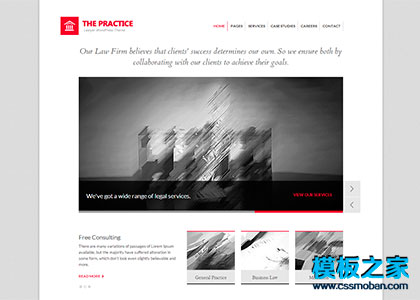 THE PRACTICE
Lawyer WordPress Theme
HOME PAGES SERVICES CASE STUDIES CAREERS CONTACT
Our Law Firm believes that clients' success determines our own. So we ensure both by
collaborating with our clients to achieve their goals.
We've got a wide range of legal services.
VIEW OUR SERVICES
Free Consulting
There are many variations of passages of Lorem Ipsum
available, but the majority have suffered alteration in
some form, which don't look even slightly believable and
more.
READ MORE
General Practice
Business Law
模板之家
www.cssmoban.com